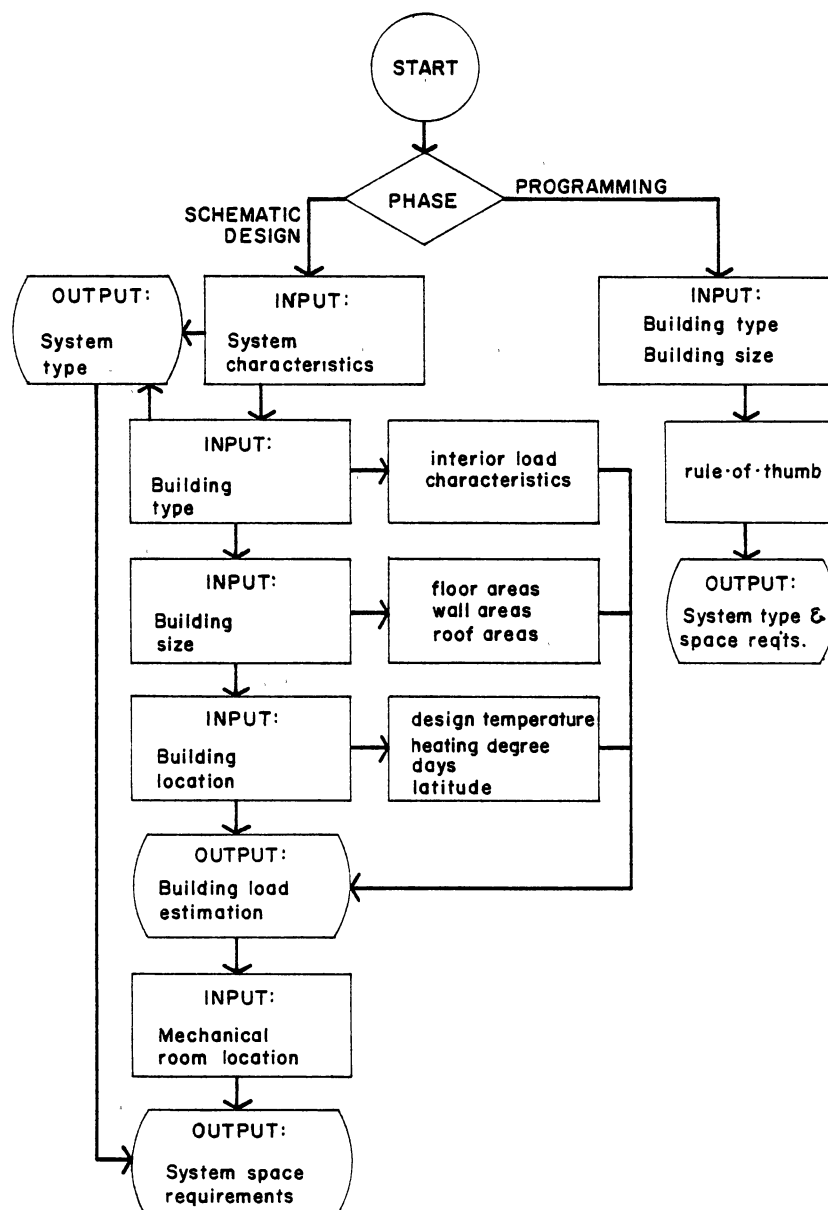 START
PHASE
PROGRAMMING
SCHEMATIC
DESIGN
OUTPUT:
System
type
INPUT:
System
characteristics
INPUT:
Building type
Building size
INPUT:
Building
type
interior load
characteristics
rule·of·thumb
INPUT:
Building
size
floor areas
wall areas
roof areas
OUTPUT:
System type &
space req'ts.
INPUT:
Building
location
design temperature
heating degree
days
latitude
OUTPUT:
Building load
estimation
INPUT:
Mechanical
room location
OUTPUT:
System space
requirements